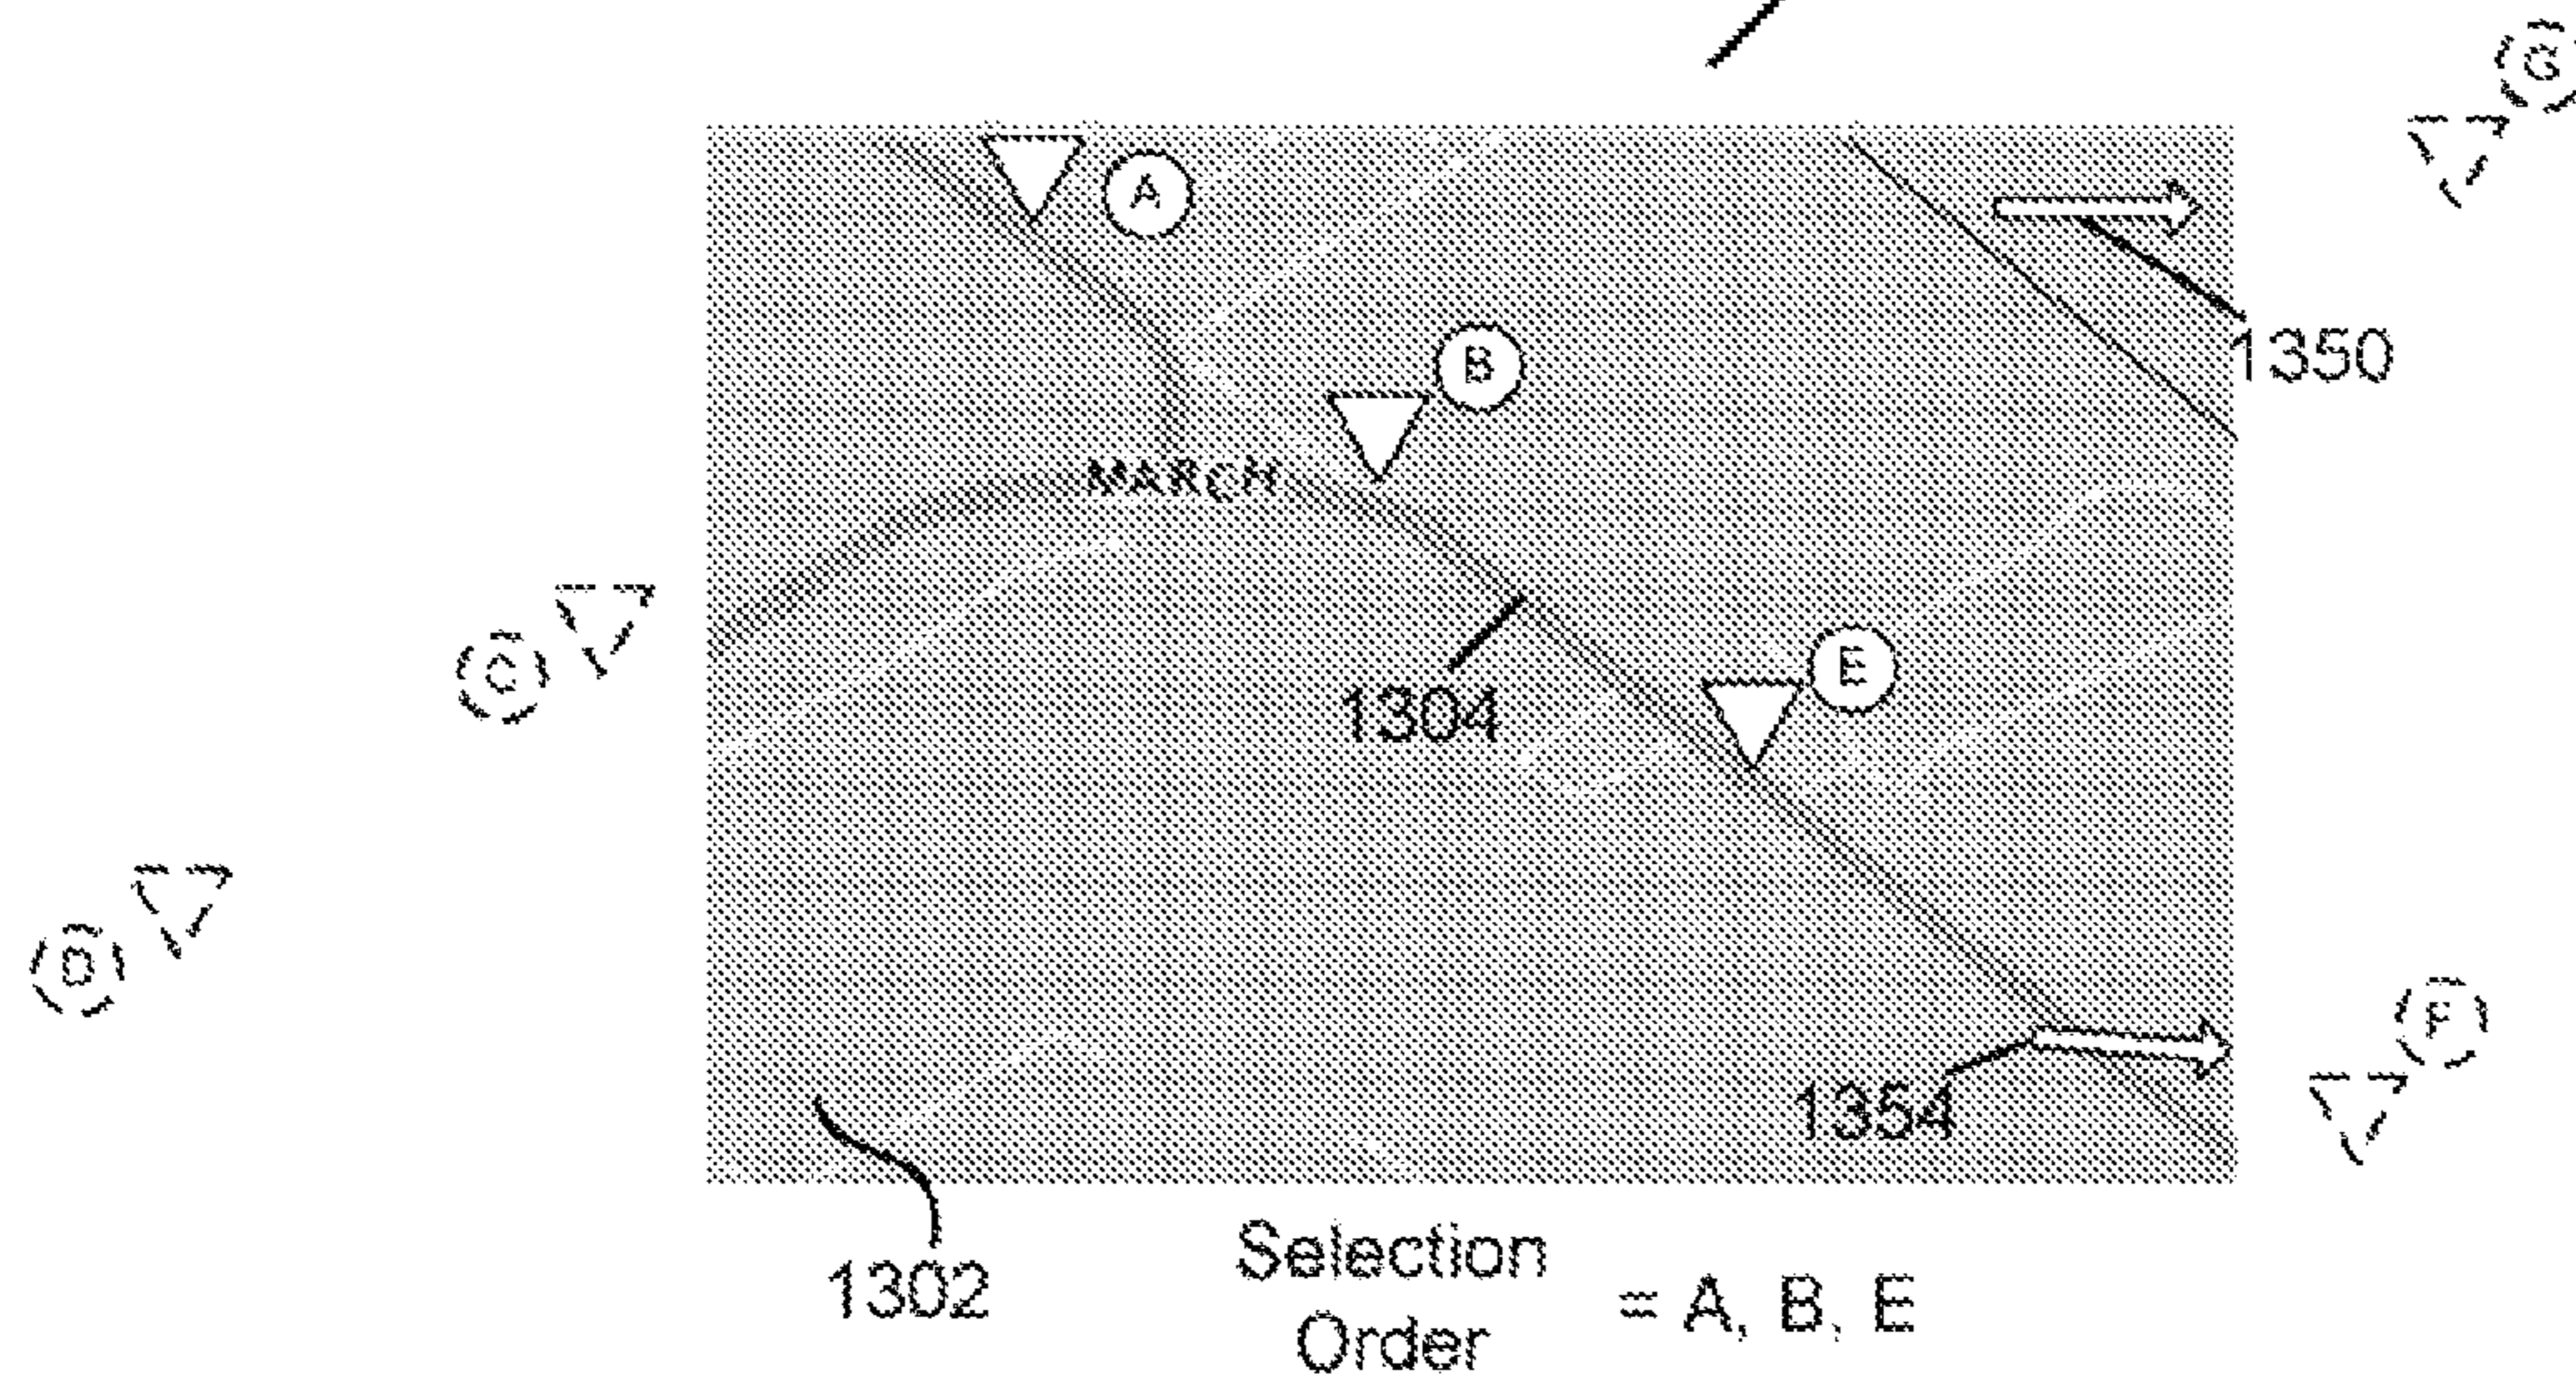 G
A
B
1350
MARCH
C
E
1304
D
F
1354
1302
Selection
Order
= A, B, E